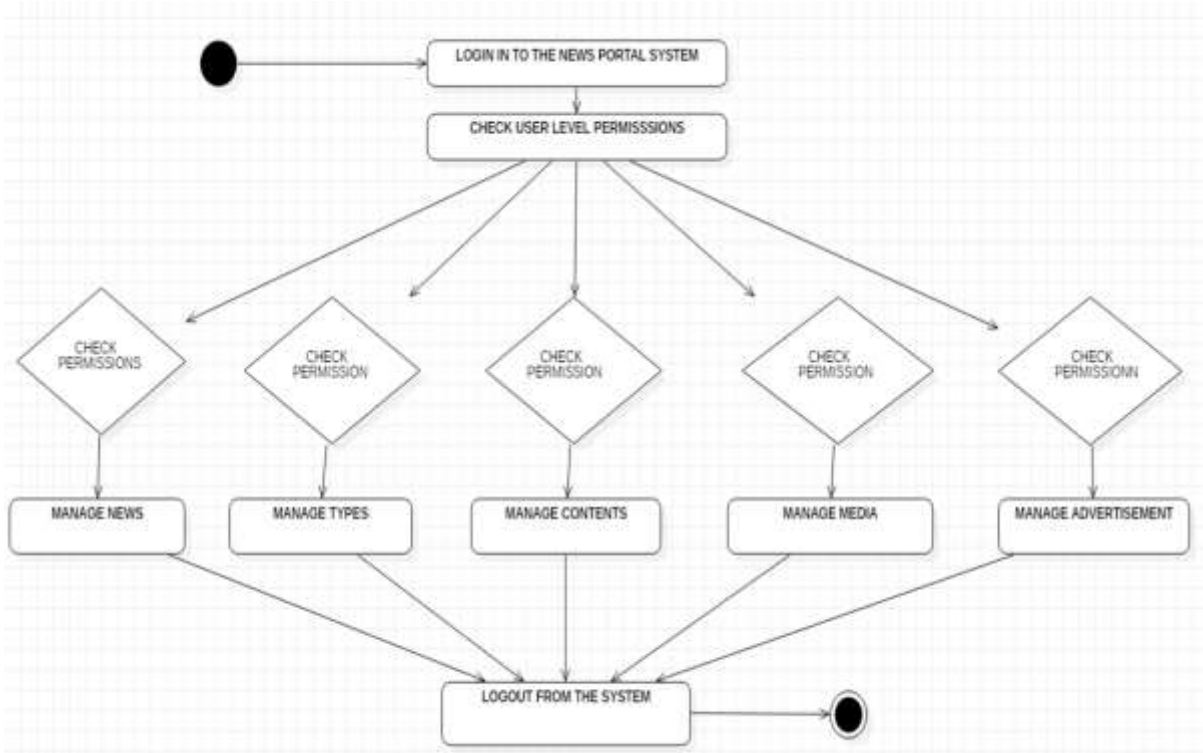 LOGIN IN TO THE NEWS PORTAL SYSTEM
CHECK USER LEVEL PERMISSSIONS
CHECK
PERMISSIONS
CHECK
PERMISSION
CHECK
PERMISSION
CHECK
PERMISSION
CHECK
PERMISSIONN
MANAGE NEWS
MANAGE TYPES
MANAGE CONTENTS
MANAGE MEDIA
MANAGE ADVERTISEMENT
LOGOUT FROM THE SYSTEM